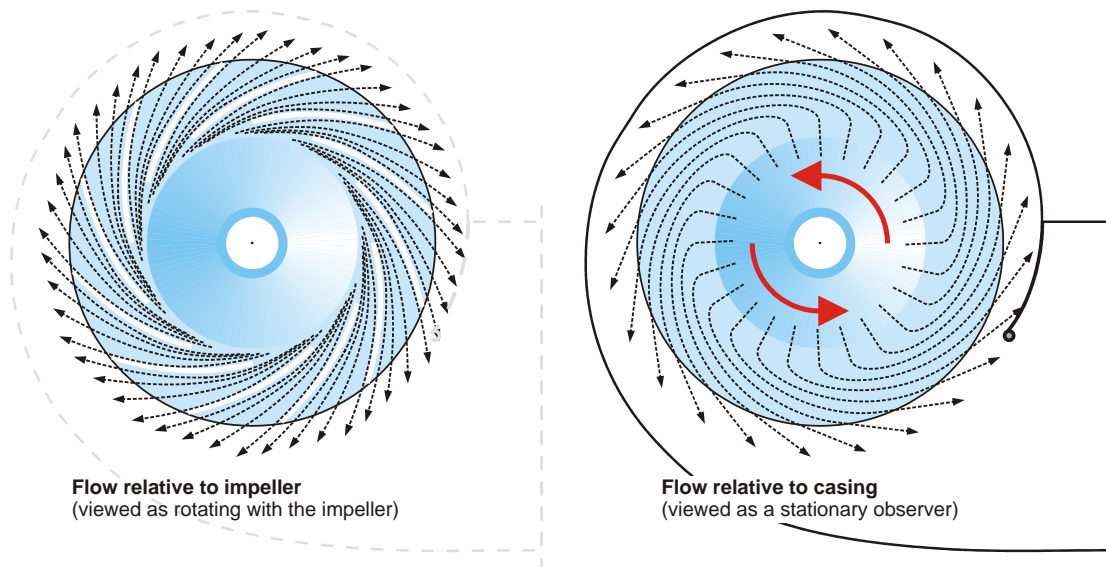 Flow relative to impeller
(viewed as rotating with the impeller)
Flow relative to casing
(viewed as a stationary observer)